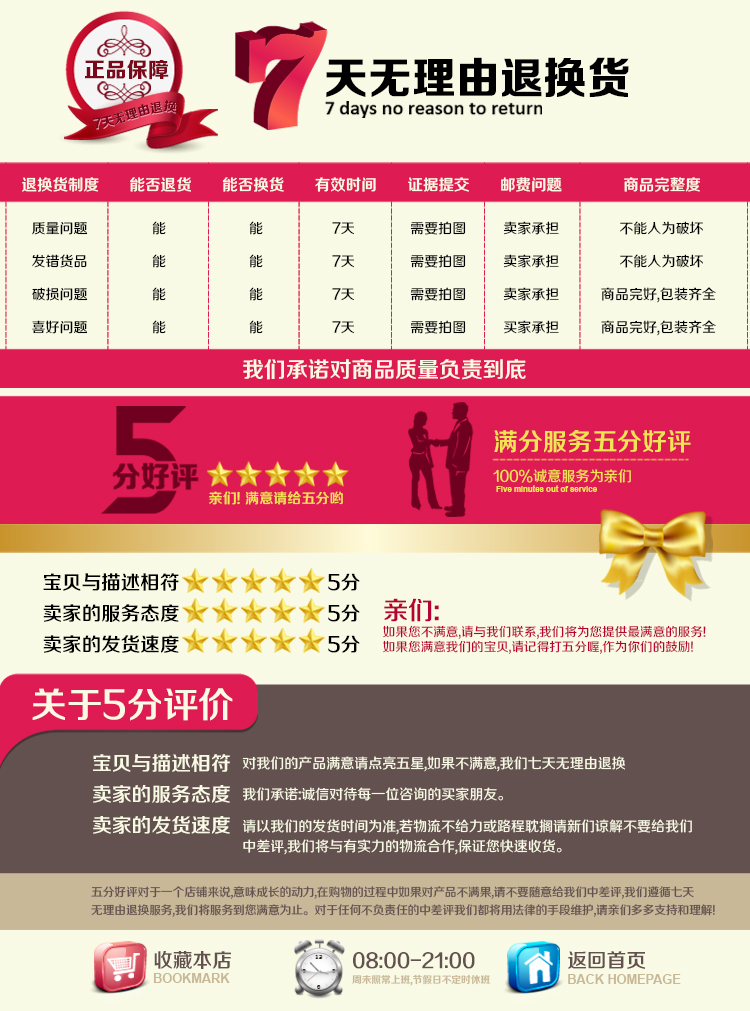 正品保障
7天无理由退换
7天无理由退换货
7 days no reason to return
退换货制度 能否退货 能否换货 有效时间 证据提交 邮费问题 商品完整度
质量问题 能 能 7天 需要拍图 卖家承担 不能人为破坏
发错货品 能 能 7天 需要拍图 卖家承担 不能人为破坏
破损问题 能 能 7天 需要拍图 卖家承担 商品完好,包装齐全
喜好问题 能 能 7天 需要拍图 买家承担 商品完好,包装齐全
我们承诺对商品质量负责到底
5
分好评
亲们! 满意请给五分哟
满分服务五分好评
100%诚意服务为亲们
Five minutes out of service
宝贝与描述相符 5分
卖家的服务态度 5分
卖家的发货速度 5分
亲们:
如果您不满意,请与我们联系,我们将为您提供最满意的服务!
如果您满意我们的宝贝,请记得打五分喔,作为你们的鼓励!
关于5分评价
宝贝与描述相符 对我们的产品满意请点亮五星,如果不满意,我们七天无理由退换
卖家的服务态度 我们承诺:诚信对待每一位咨询的买家朋友。
卖家的发货速度 请以我们的发货时间为准,若物流不给力或路程耽搁请新们谅解不要给我们
中差评,我们将与有实力的物流合作,保证您快速收货。
五分好评对于一个店铺来说,意味成长的动力,在购物的过程中如果对产品不满果,请不要随意给我们中差评,我们遵循七天
无理由退换服务,我们将服务到您满意为止。对于任何不负责任的中差评我们都将用法律的手段维护,请亲们多多支持和理解!
收藏本店
BOOKMARK
08:00-21:00
周末照常上班,节假日不定时休班
返回首页
BACK HOMEPAGE